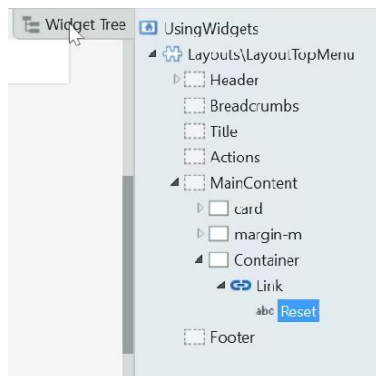 Widget Tree
UsingWidgets
Layouts\LayoutTopMenu
Header
Breadcrumbs
Title
Actions
MainContent
card
margin-m
Container
Link
abc Reset
Footer